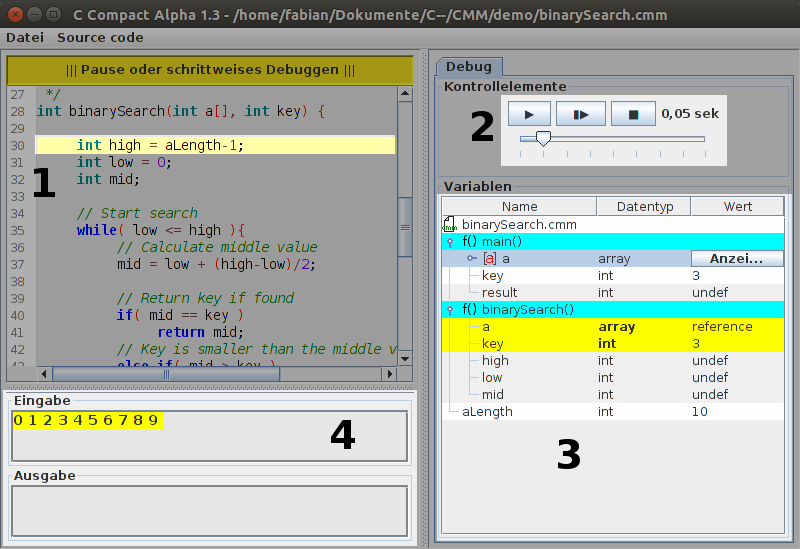 C Compact Alpha 1.3 - /home/fabian/Dokumente/C--/CMM/demo/binarySearch.cmm
Datei Source code
||| Pause oder schrittweises Debuggen |||
27 */
28 int binarySearch(int a[], int key) {
29
30 int high = aLength-1;
31 int low = 0;
32 int mid;
1
33
34 // Start search
35 while( low <= high ){
36 // Calculate middle value
37 mid = low + (high-low)/2;
38
39 // Return key if found
40 if( mid == key )
41 return mid;
42 // Key is smaller than the middle v
43 else if( mid > key )
Eingabe
0 1 2 3 4 5 6 7 8 9
4
Ausgabe
Debug
Kontrollelemente
2
0,05 sek
Variablen
Name Datentyp Wert
binarySearch.cmm
f() main()
[a] a array Anzei...
key int 3
result int undef
f() binarySearch()
a array reference
key int 3
high int undef
low int undef
mid int undef
aLength int 10
3